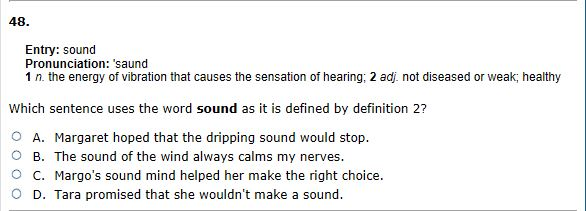 48.
Entry: sound
Pronunciation: 'saund
1 n. the energy of vibration that causes the sensation of hearing; 2 adj. not diseased or weak; healthy
Which sentence uses the word sound as it is defined by definition 2?
A. Margaret hoped that the dripping sound would stop.
B. The sound of the wind always calms my nerves.
C. Margo's sound mind helped her make the right choice.
D. Tara promised that she wouldn't make a sound.